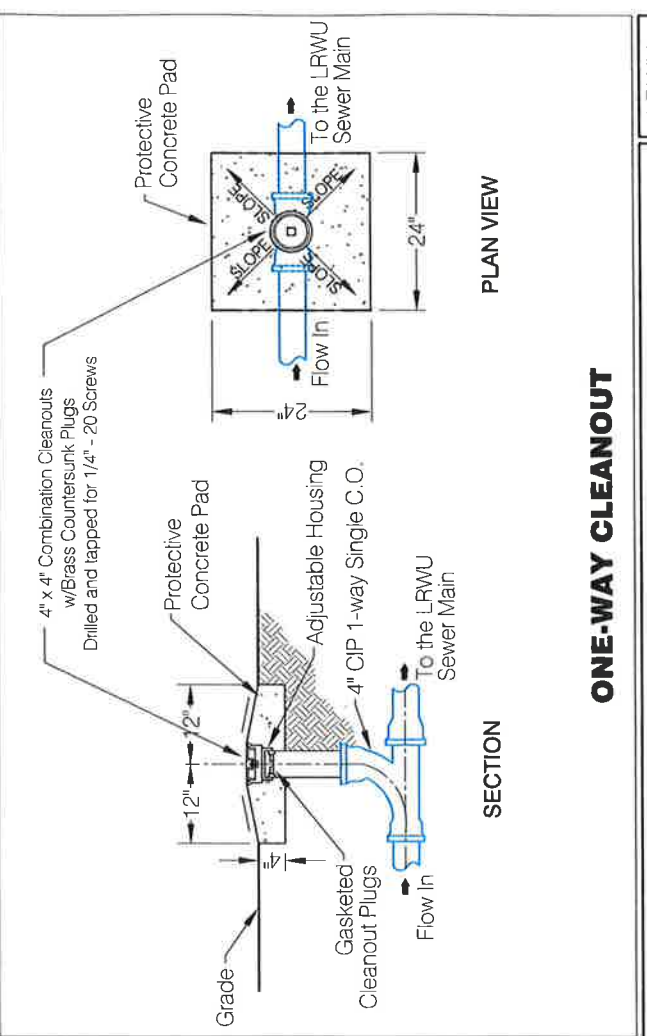 4" x 4" Combination Cleanouts
w/Brass Countersunk Plugs
Drilled and tapped for 1/4" - 20 Screws
Grade
4"
12"
12"
Protective
Concrete Pad
Adjustable Housing
4" CIP 1-way Single C.O.
Gasketed
Cleanout Plugs
Flow In
To the LRWU
Sewer Main
SECTION
Protective
Concrete Pad
SLOPE
SLOPE
SLOPE
SLOPE
24"
24"
Flow In
To the LRWU
Sewer Main
PLAN VIEW
ONE-WAY CLEANOUT